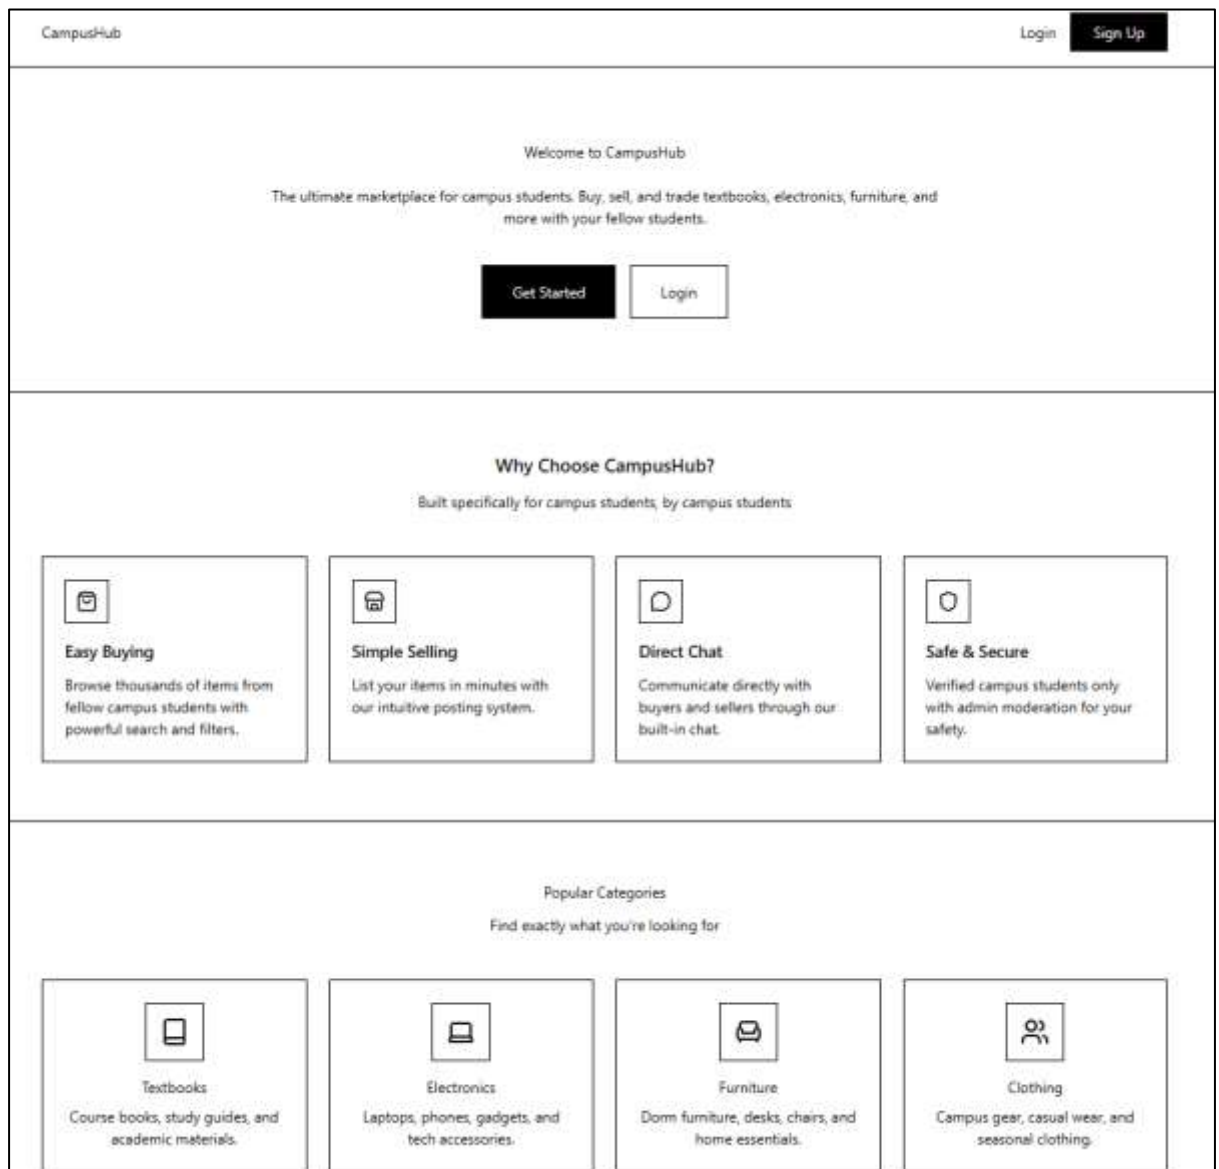 CampusHub
Login
Sign Up
Welcome to CampusHub
The ultimate marketplace for campus students. Buy, sell, and trade textbooks, electronics, furniture, and
more with your fellow students.
Get Started
Login
Why Choose CampusHub?
Built specifically for campus students, by campus students
Easy Buying
Browse thousands of items from
fellow campus students with
powerful search and filters.
Simple Selling
List your items in minutes with
our intuitive posting system.
Direct Chat
Communicate directly with
buyers and sellers through our
built-in chat.
Safe & Secure
Verified campus students only
with admin moderation for your
safety.
Popular Categories
Find exactly what you're looking for
Textbooks
Course books, study guides, and
academic materials.
Electronics
Laptops, phones, gadgets, and
tech accessories.
Furniture
Dorm furniture, desks, chairs, and
home essentials.
Clothing
Campus gear, casual wear, and
seasonal clothing.